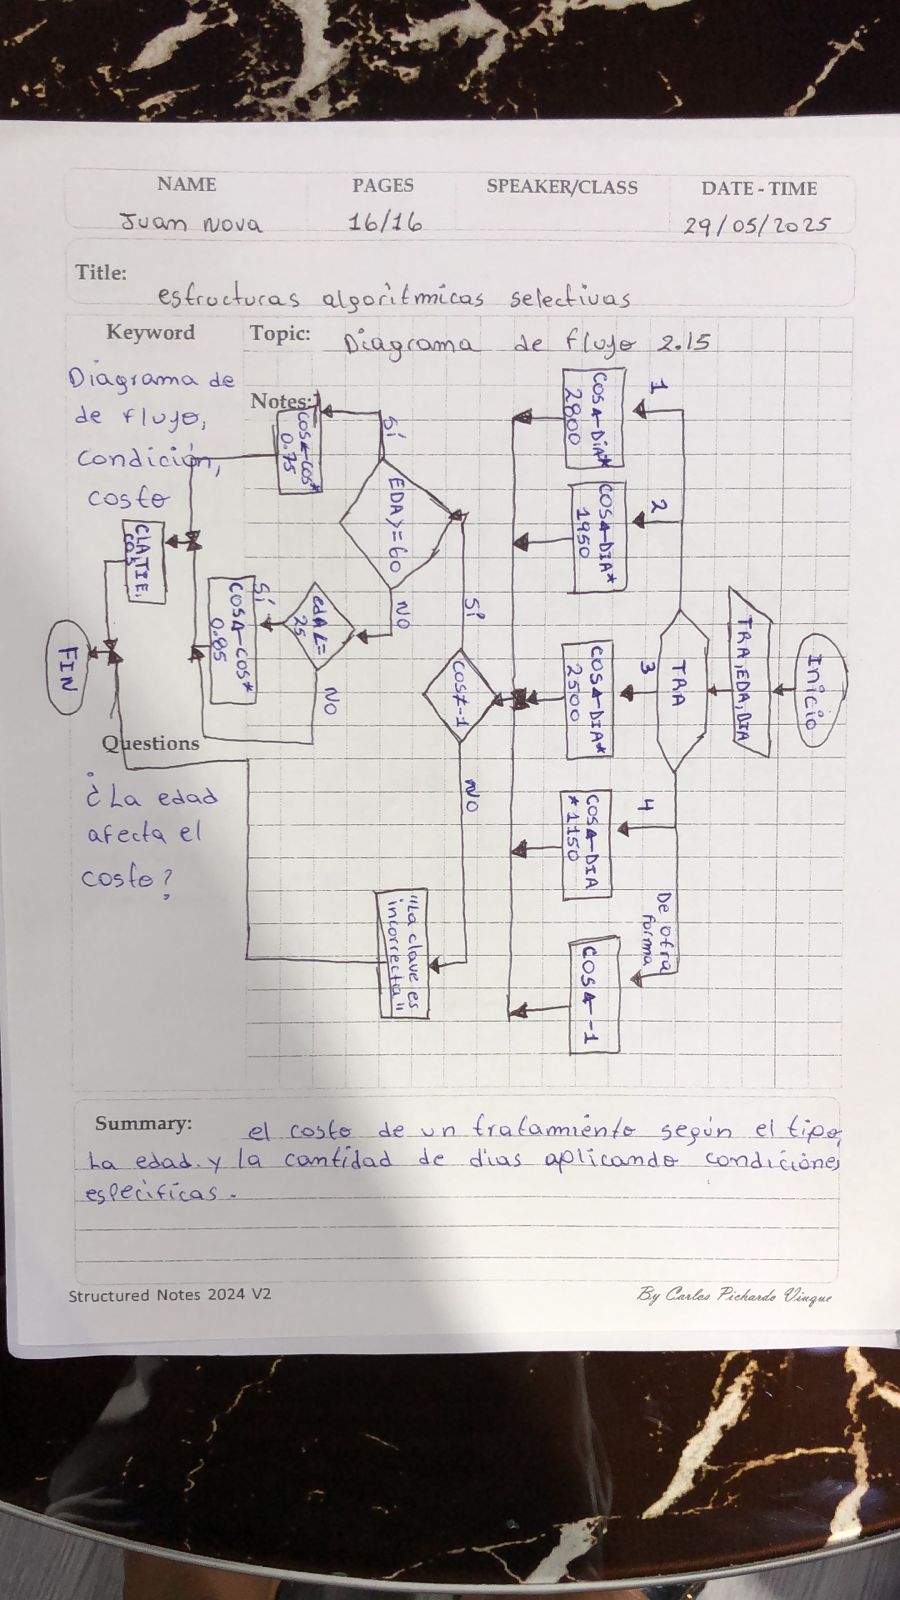 NAME
PAGES
SPEAKER/CLASS
DATE - TIME
Juan Nova
16/16
29/05/2025
Title:
estructuras algoritmicas selectivas
Keyword
Topic: Diagrama de flujo 2.15
Diagrama de
de flujo,
condición,
costo
Notes:
Inicio
TRA, EDA, DIA
TRA
1
2
3
4
De otra
forma
COS←DIA*
2800
COS←DIA*
1950
COS←DIA*
2500
COS←DIA
*1150
COS←-1
COS≠-1
Sí
NO
EDA>=60
Sí
NO
COS←COS*
0.75
edAL=
25
Sí
NO
COS←COS*
0.85
"La clave es
incorrecta"
CLA,TIE,
COS
FIN
Questions
¿La edad
afecta el
costo?
Summary: el costo de un tratamiento según el tipo,
La edad y la cantidad de dias aplicando condiciónes
especificas.
Structured Notes 2024 V2
By Carlos Pichardo Viuque